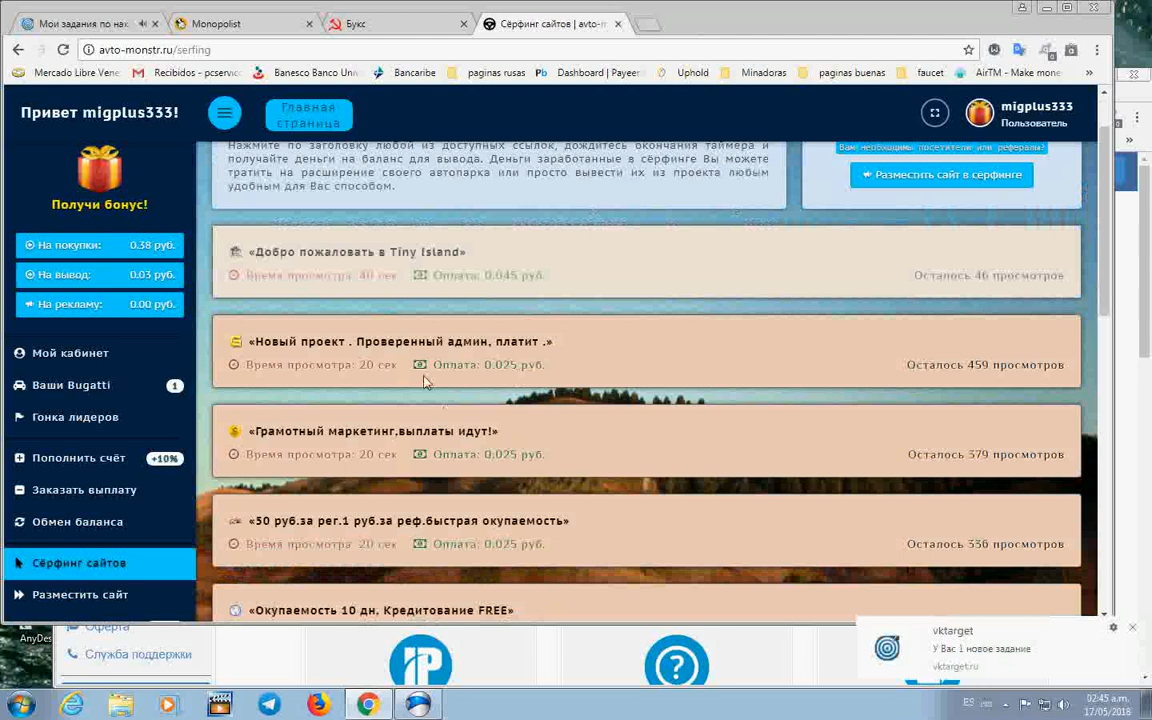 Мои задания по нак
Monopolist
Букс
Сёрфинг сайтов | avto-m
avto-monstr.ru/serfing
Mercado Libre Vene
Recibidos - pcservic
Banesco Banco Univ
Bancaribe
paginas rusas
Dashboard | Payeer
Uphold
Minadoras
paginas buenas
faucet
AirTM - Make mone
»
Привет migplus333!
Главная
страница
migplus333
Пользователь
Получи бонус!
На покупки: 0.38 руб.
На вывод: 0.03 руб.
На рекламу: 0.00 руб.
Мой кабинет
Ваши Bugatti 1
Гонка лидеров
Пополнить счёт +10%
Заказать выплату
Обмен баланса
Сёрфинг сайтов
Разместить сайт
Нажмите по заголовку любой из доступных ссылок, дождитесь окончания таймера и
получайте деньги на баланс для вывода. Деньги заработанные в сёрфинге Вы можете
тратить на расширение своего автопарка или просто вывести их из проекта любым
удобным для Вас способом.
Вам необходимы посетители или рефералы?
Разместить сайт в серфинге
«Добро пожаловать в Tiny Island»
Время просмотра: 40 сек Оплата: 0.045 руб. Осталось 46 просмотров
«Новый проект . Проверенный админ, платит .»
Время просмотра: 20 сек Оплата: 0.025 руб. Осталось 459 просмотров
«Грамотный маркетинг,выплаты идут!»
Время просмотра: 20 сек Оплата: 0.025 руб. Осталось 379 просмотров
«50 руб.за рег.1 руб.за реф.быстрая окупаемость»
Время просмотра: 20 сек Оплата: 0.025 руб. Осталось 336 просмотров
«Окупаемость 10 дн, Кредитование FREE»
AnyDes
Оферта
Служба поддержки
vktarget
У Вас 1 новое задание
vktarget.ru
ES
02:45 a.m.
17/05/2018